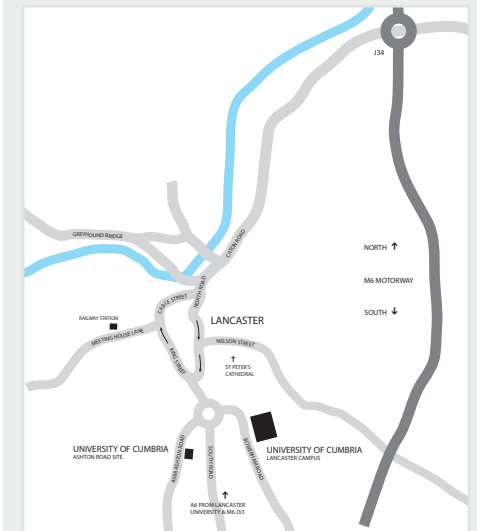 J34
GREYHOUND BRIDGE
CATON ROAD
NORTH ↑
M6 MOTORWAY
SOUTH ↓
CABLE STREET
NORTH ROAD
RAILWAY STATION
LANCASTER
MEETING HOUSE LANE
KING STREET
NELSON STREET
ST PETER'S
CATHEDRAL
UNIVERSITY OF CUMBRIA
ASHTON ROAD SITE
ASHTON ROAD
SOUTH ROAD
BOWERHAM ROAD
UNIVERSITY OF CUMBRIA
LANCASTER CAMPUS
A6 FROM LANCASTER
UNIVERSITY & M6 J33